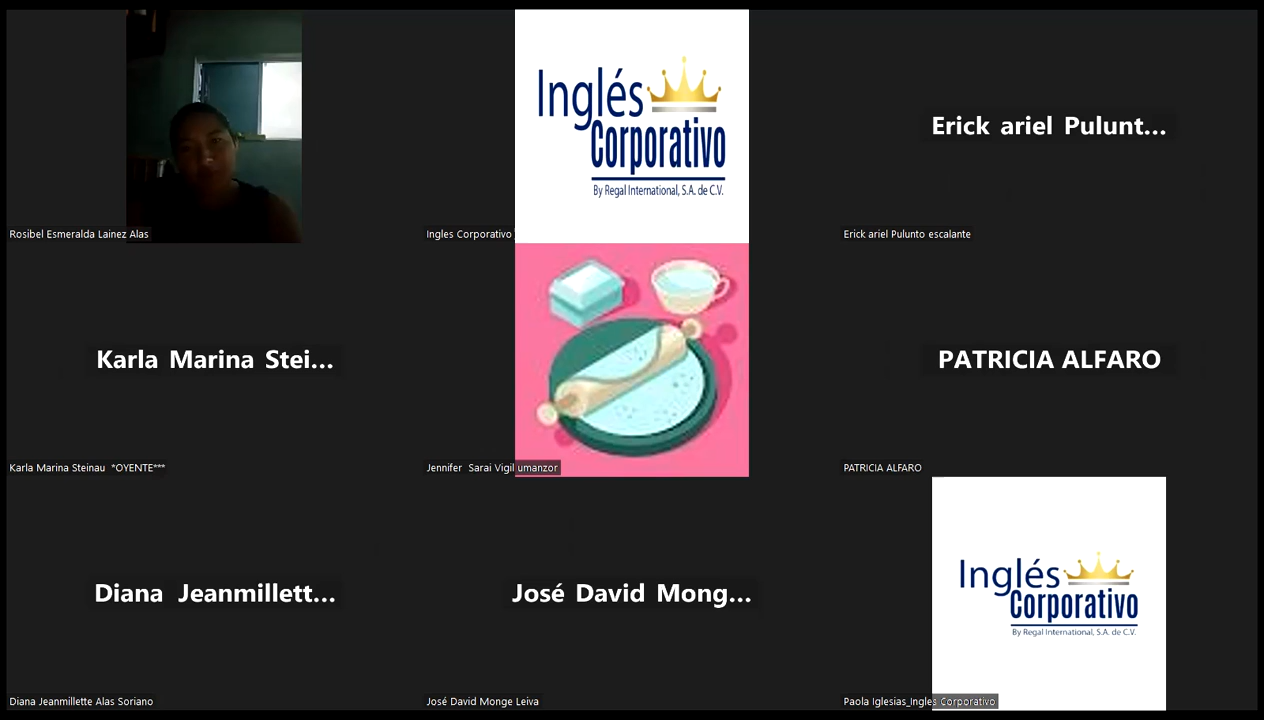 Rosibel Esmeralda Lainez Alas
Inglés
Corporativo
By Regal International, S.A. de C.V.
Ingles Corporativo
Erick ariel Pulunt...
Erick ariel Pulunto escalante
Karla Marina Stei...
Karla Marina Steinau *OYENTE***
Jennifer Sarai Vigil umanzor
PATRICIA ALFARO
PATRICIA ALFARO
Diana Jeanmillett...
Diana Jeanmillette Alas Soriano
José David Mong...
José David Monge Leiva
Inglés
Corporativo
By Regal International, S.A. de C.V.
Paola Iglesias_Ingles Corporativo